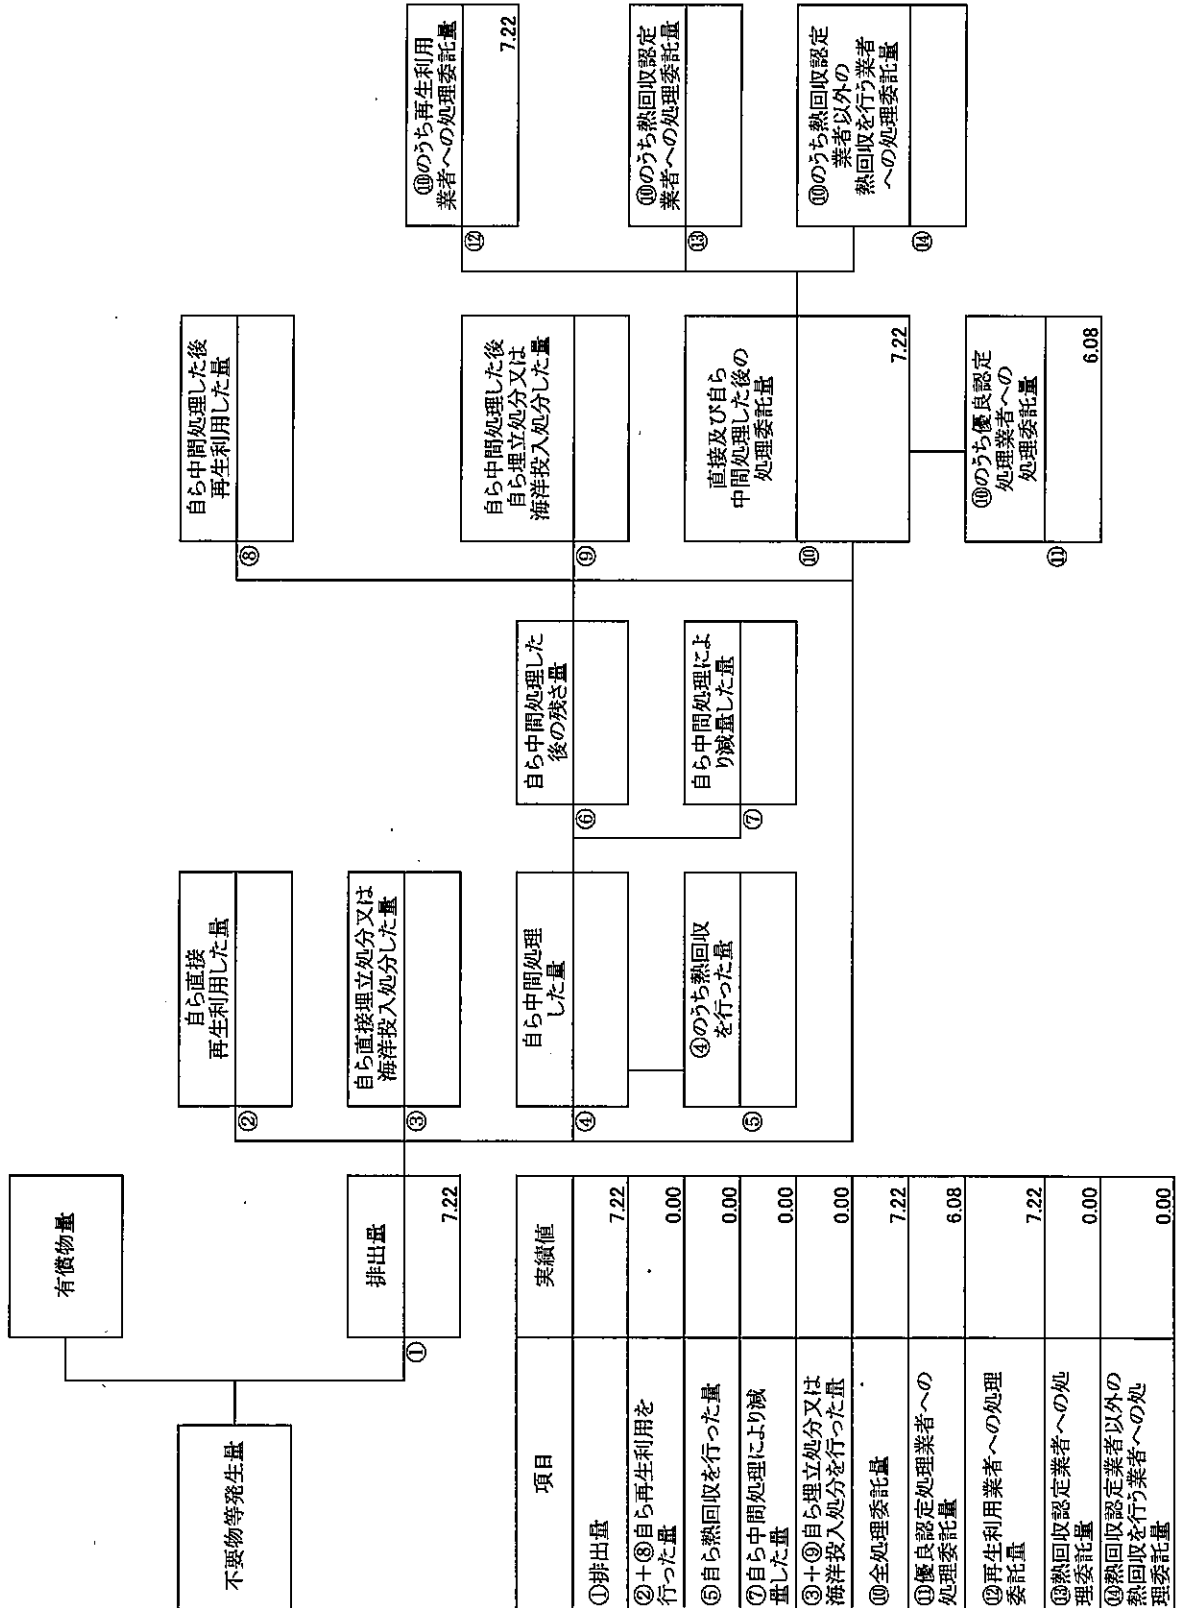 有償物量
不要物等発生量
①
排出量
7.22
②
自ら直接
再生利用した量
③
自ら直接埋立処分又は
海洋投入処分した量
④
自ら中間処理
した量
⑤
④のうち熱回収
を行った量
⑥
自ら中間処理した
後の残さ量
⑦
自ら中間処理によ
り減量した量
⑧
自ら中間処理した後
再生利用した量
⑨
自ら中間処理した後
自ら埋立処分又は
海洋投入処分した量
⑩
直接及び自ら
中間処理した後の
処理委託量
7.22
⑪
⑩のうち優良認定
処理業者への
処理委託量
6.08
⑫
⑩のうち再生利用
業者への処理委託量
7.22
⑬
⑩のうち熱回収認定
業者への処理委託量
⑭
⑩のうち熱回収認定
業者以外の
熱回収を行う業者
への処理委託量
項目
実績値
①排出量
7.22
②+⑧自ら再生利用を
行った量
0.00
⑤自ら熱回収を行った量
0.00
⑦自ら中間処理により減
量した量
0.00
③+⑨自ら埋立処分又は
海洋投入処分を行った量
0.00
⑩全処理委託量
7.22
⑪優良認定処理業者への
処理委託量
6.08
⑫再生利用業者への処理
委託量
7.22
⑬熱回収認定業者への処
理委託量
0.00
⑭熱回収認定業者以外の
熱回収を行う業者への処
理委託量
0.00